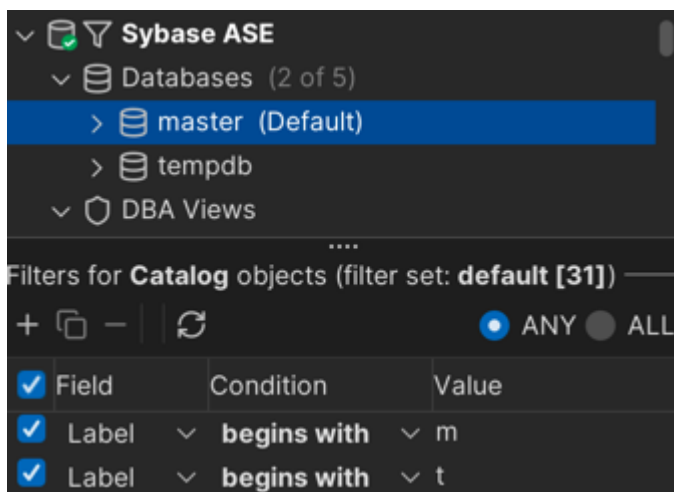 Sybase ASE
Databases (2 of 5)
master (Default)
tempdb
DBA Views
Filters for Catalog objects (filter set: default [31])
ANY ALL
Field Condition Value
Label begins with m
Label begins with t